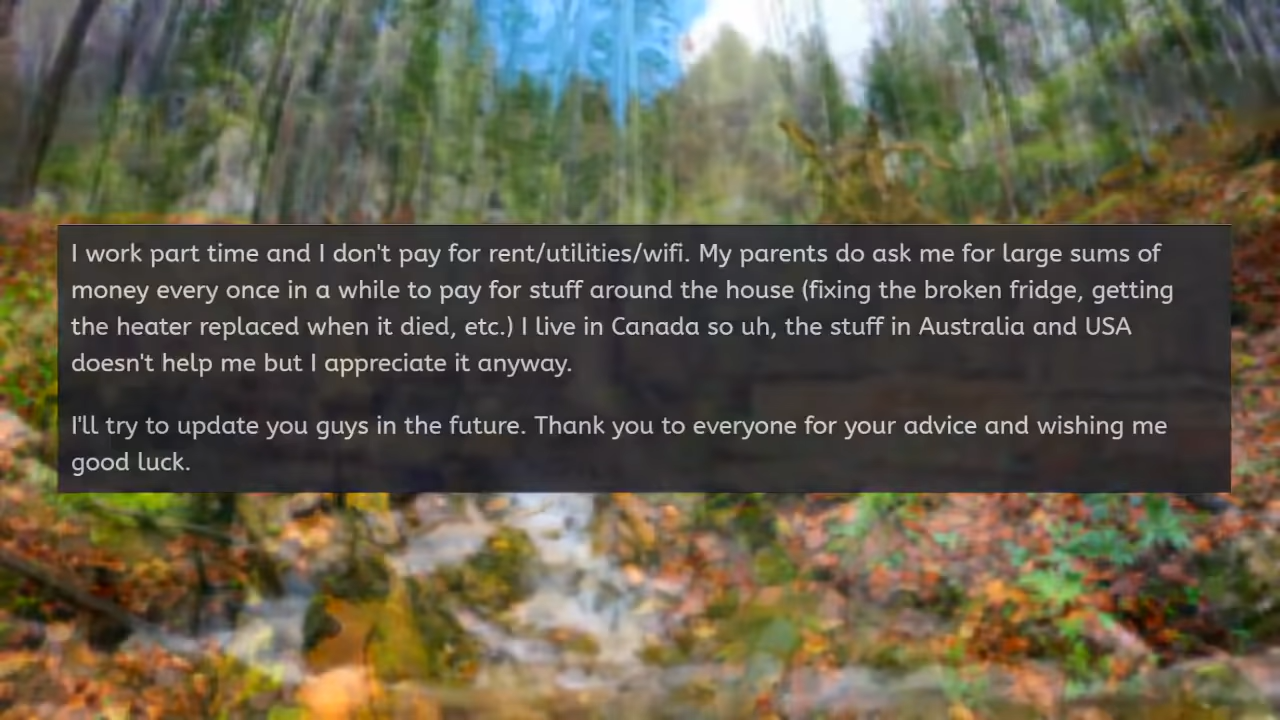 I work part time and I don't pay for rent/utilities/wifi. My parents do ask me for large sums of
money every once in a while to pay for stuff around the house (fixing the broken fridge, getting
the heater replaced when it died, etc.) I live in Canada so uh, the stuff in Australia and USA
doesn't help me but I appreciate it anyway.
I'll try to update you guys in the future. Thank you to everyone for your advice and wishing me
good luck.